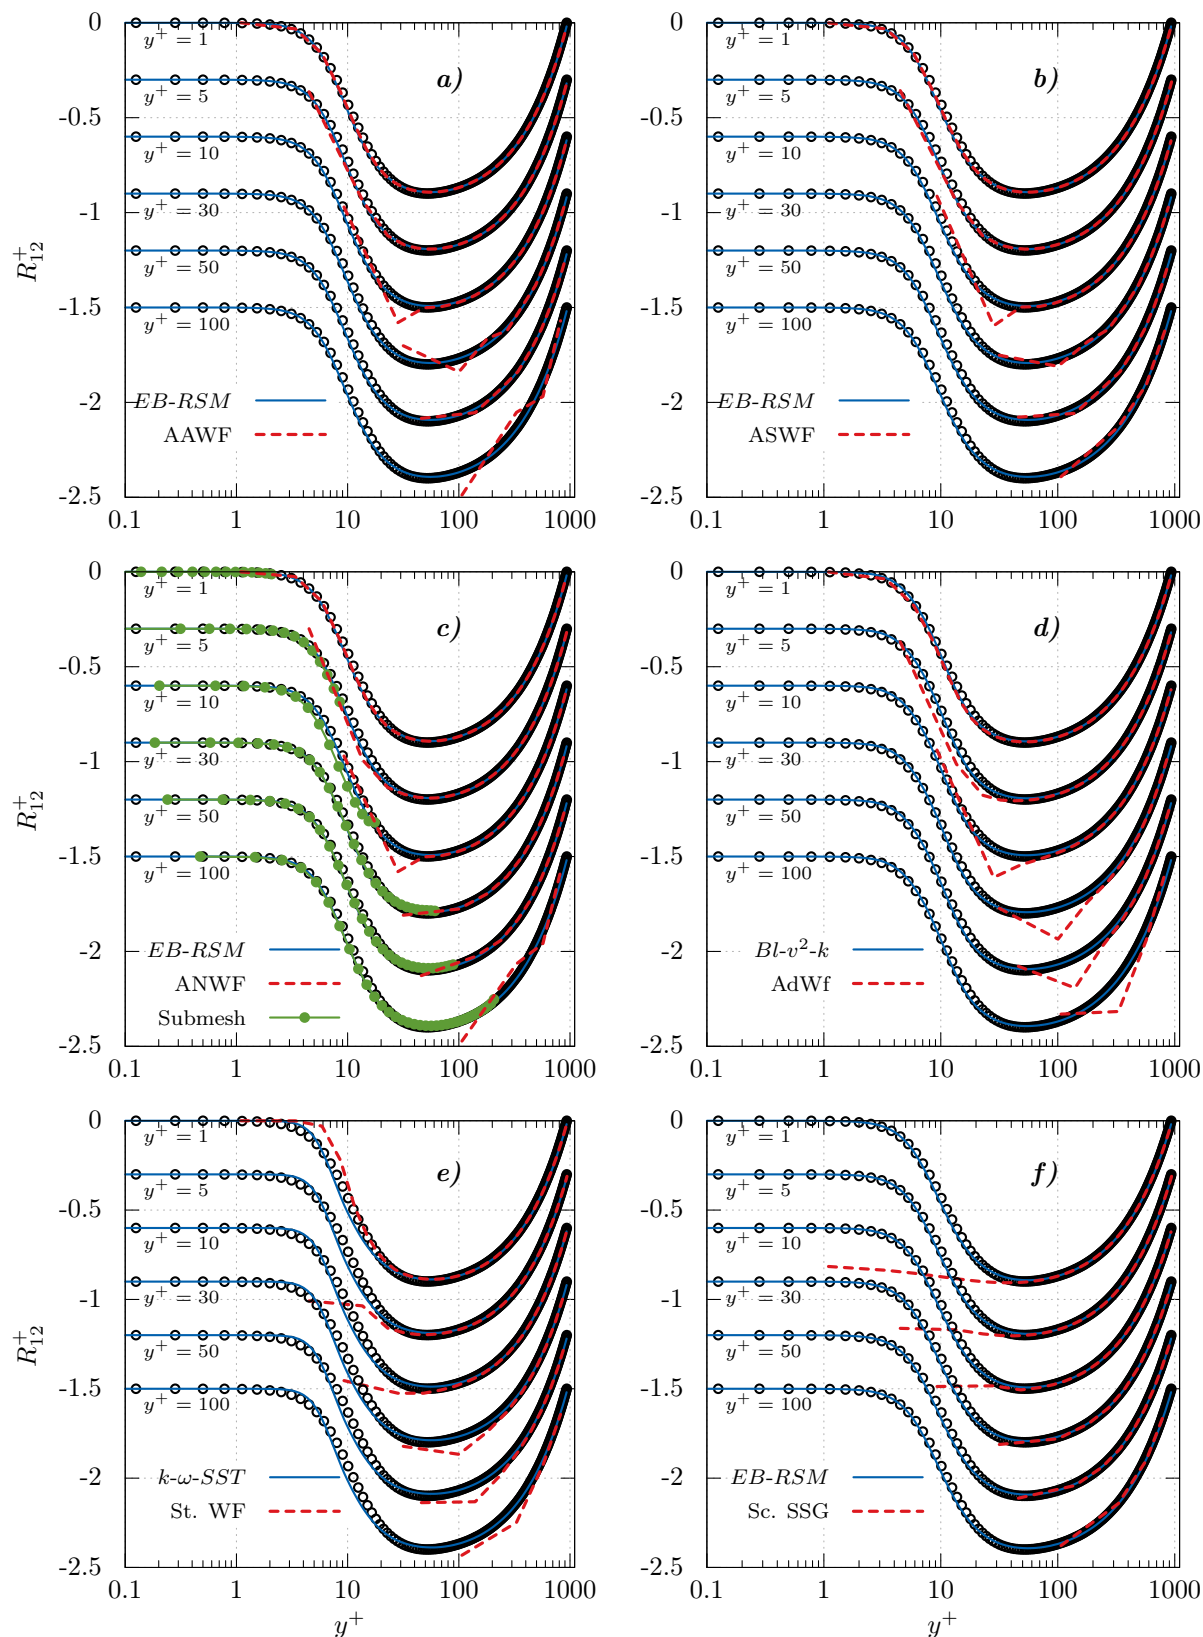 0
-0.5
-1
-1.5
-2
-2.5
0.1 1 10 100 1000
R₁₂⁺
a)
y⁺ = 1
y⁺ = 5
y⁺ = 10
y⁺ = 30
y⁺ = 50
y⁺ = 100
EB-RSM
AAWF
0
-0.5
-1
-1.5
-2
-2.5
0.1 1 10 100 1000
b)
y⁺ = 1
y⁺ = 5
y⁺ = 10
y⁺ = 30
y⁺ = 50
y⁺ = 100
EB-RSM
ASWF
0
-0.5
-1
-1.5
-2
-2.5
0.1 1 10 100 1000
R₁₂⁺
c)
y⁺ = 1
y⁺ = 5
y⁺ = 10
y⁺ = 30
y⁺ = 50
y⁺ = 100
EB-RSM
ANWF
Submesh
0
-0.5
-1
-1.5
-2
-2.5
0.1 1 10 100 1000
d)
y⁺ = 1
y⁺ = 5
y⁺ = 10
y⁺ = 30
y⁺ = 50
y⁺ = 100
Bl-v²-k
AdWf
0
-0.5
-1
-1.5
-2
-2.5
0.1 1 10 100 1000
R₁₂⁺
y⁺
e)
y⁺ = 1
y⁺ = 5
y⁺ = 10
y⁺ = 30
y⁺ = 50
y⁺ = 100
k-ω-SST
St. WF
0
-0.5
-1
-1.5
-2
-2.5
0.1 1 10 100 1000
y⁺
f)
y⁺ = 1
y⁺ = 5
y⁺ = 10
y⁺ = 30
y⁺ = 50
y⁺ = 100
EB-RSM
Sc. SSG